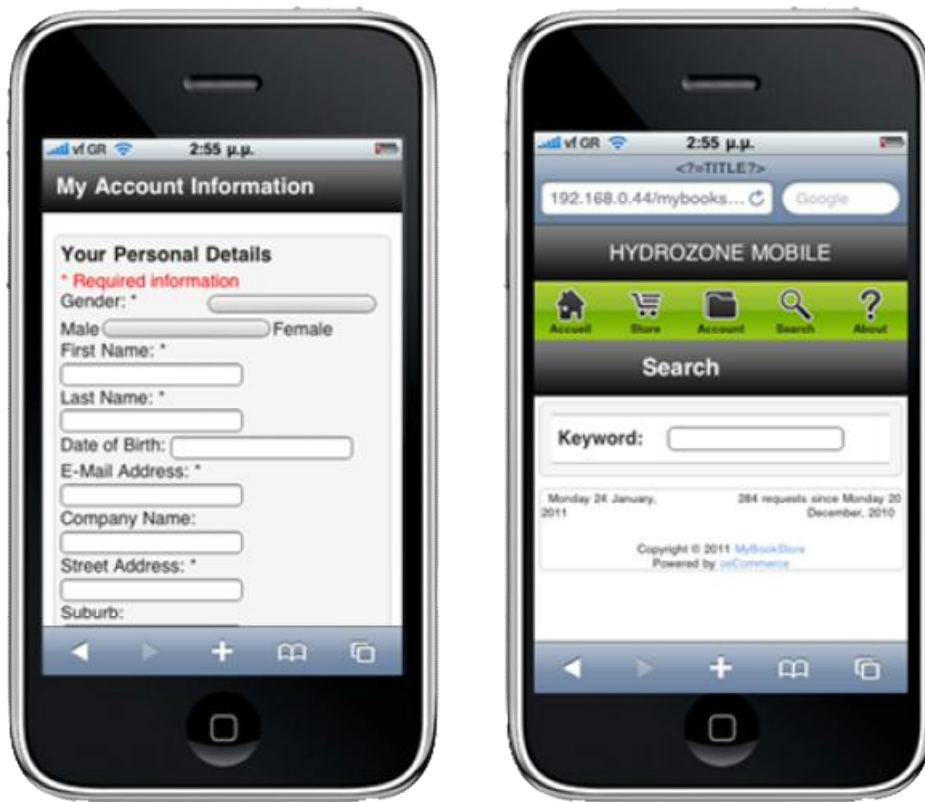 vf GR 2:55 μ.μ.
My Account Information
Your Personal Details
* Required information
Gender: *
Male Female
First Name: *
Last Name: *
Date of Birth:
E-Mail Address: *
Company Name:
Street Address: *
Suburb:
vf GR 2:55 μ.μ.
<?=TITLE?>
192.168.0.44/mybooks... Google
HYDROZONE MOBILE
Accueil Store Account Search About
Search
Keyword:
Monday 24 January, 284 requests since Monday 20
2011 December, 2010
Copyright © 2011 MyBookStore
Powered by osCommerce